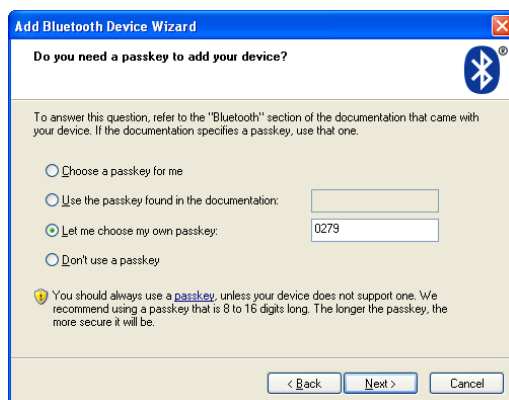 Add Bluetooth Device Wizard
Do you need a passkey to add your device?
®
To answer this question, refer to the "Bluetooth" section of the documentation that came with
your device. If the documentation specifies a passkey, use that one.
Choose a passkey for me
Use the passkey found in the documentation:
Let me choose my own passkey: 0279
Don't use a passkey
You should always use a passkey, unless your device does not support one. We
recommend using a passkey that is 8 to 16 digits long. The longer the passkey, the
more secure it will be.
< Back Next > Cancel